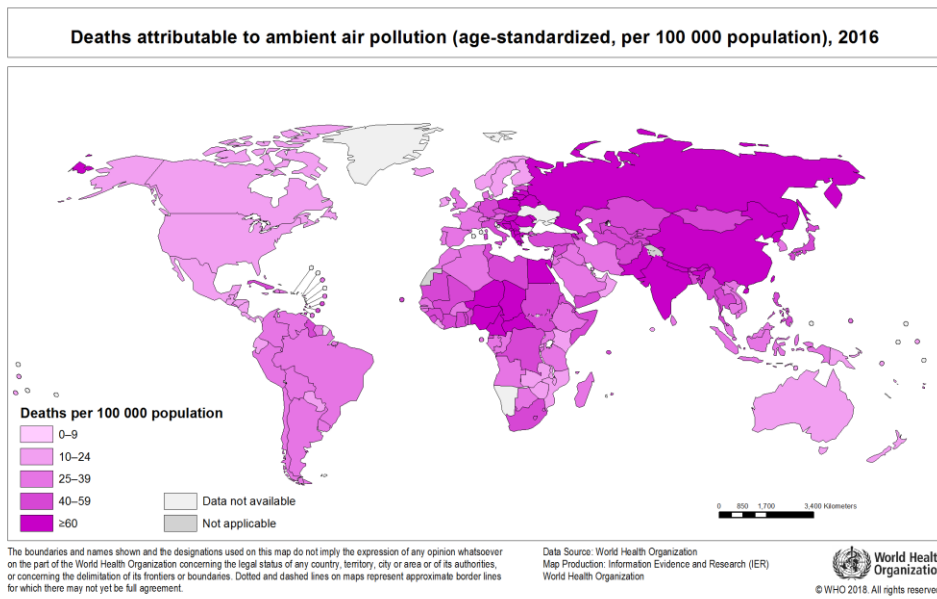 Deaths attributable to ambient air pollution (age-standardized, per 100 000 population), 2016
Deaths per 100 000 population
0–9
10–24
25–39
40–59
≥60
Data not available
Not applicable
0 850 1,700 3,400 Kilometers
The boundaries and names shown and the designations used on this map do not imply the expression of any opinion whatsoever
on the part of the World Health Organization concerning the legal status of any country, territory, city or area or of its authorities,
or concerning the delimitation of its frontiers or boundaries. Dotted and dashed lines on maps represent approximate border lines
for which there may not yet be full agreement.
Data Source: World Health Organization
Map Production: Information Evidence and Research (IER)
World Health Organization
World Healt
Organizatio
© WHO 2018. All rights reserve